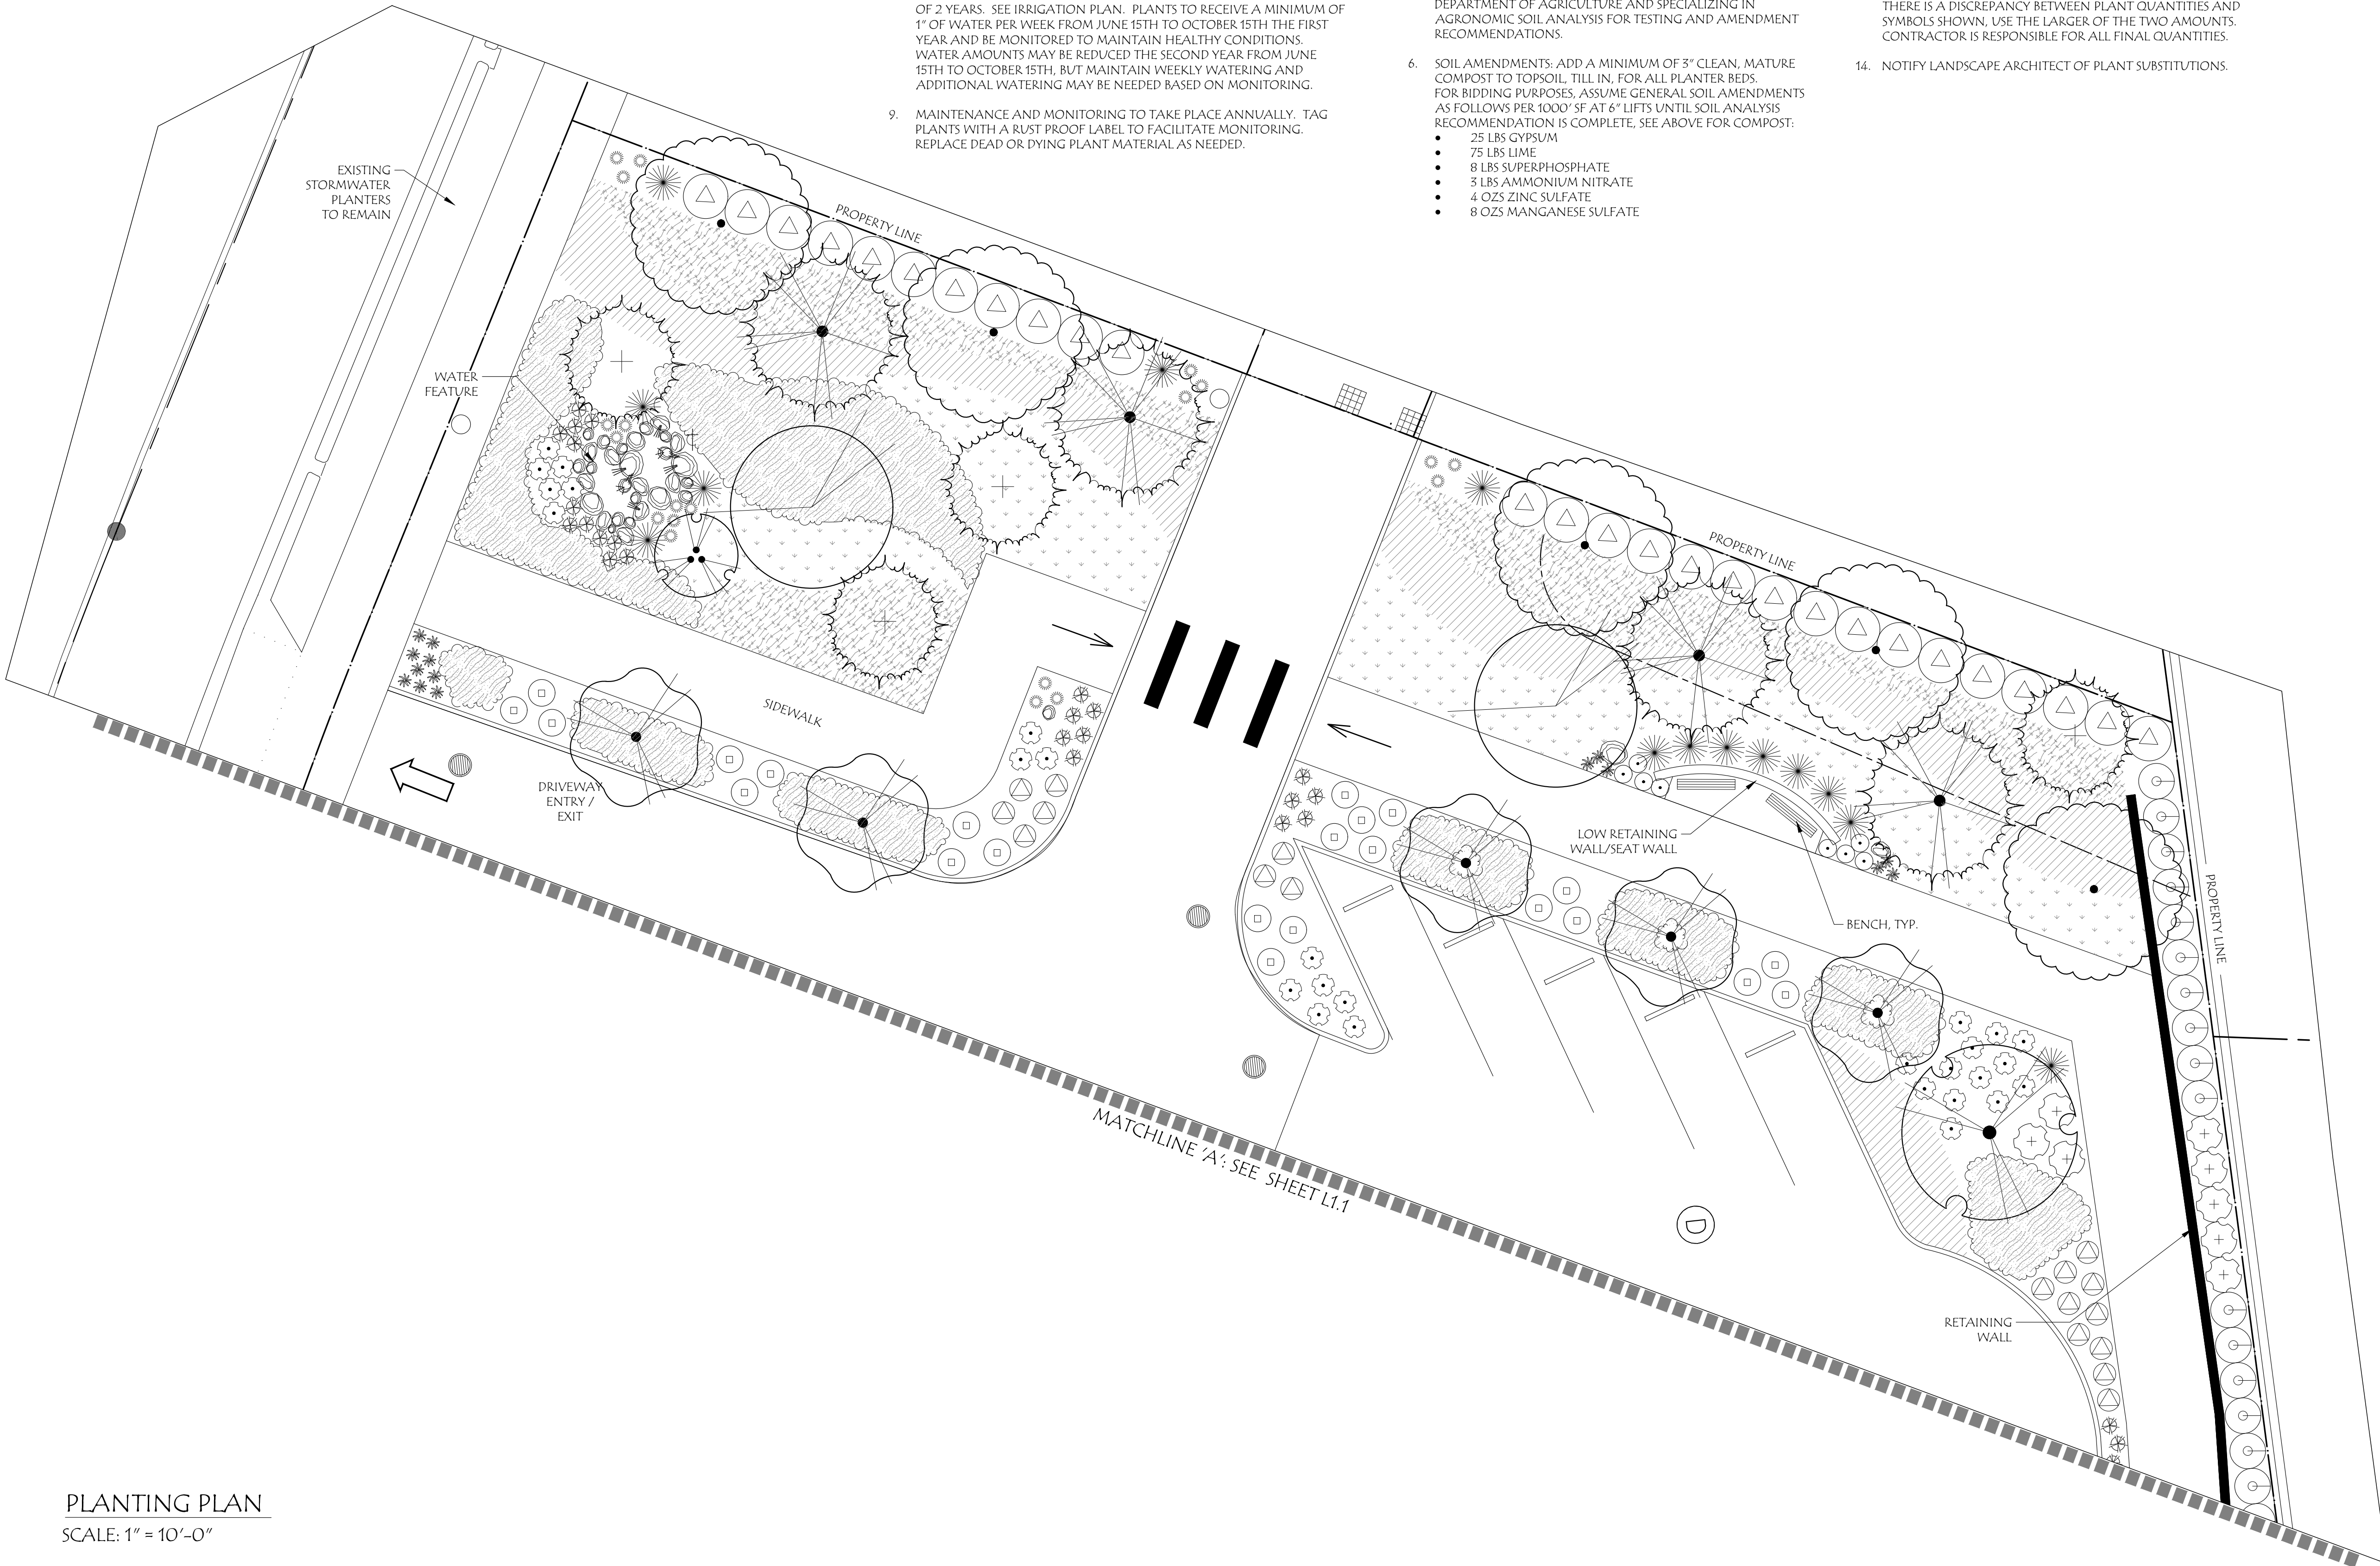 OF 2 YEARS. SEE IRRIGATION PLAN. PLANTS TO RECEIVE A MINIMUM OF
1" OF WATER PER WEEK FROM JUNE 15TH TO OCTOBER 15TH THE FIRST
YEAR AND BE MONITORED TO MAINTAIN HEALTHY CONDITIONS.
WATER AMOUNTS MAY BE REDUCED THE SECOND YEAR FROM JUNE
15TH TO OCTOBER 15TH, BUT MAINTAIN WEEKLY WATERING AND
ADDITIONAL WATERING MAY BE NEEDED BASED ON MONITORING.
9. MAINTENANCE AND MONITORING TO TAKE PLACE ANNUALLY. TAG
PLANTS WITH A RUST PROOF LABEL TO FACILITATE MONITORING.
REPLACE DEAD OR DYING PLANT MATERIAL AS NEEDED.
DEPARTMENT OF AGRICULTURE AND SPECIALIZING IN
AGRONOMIC SOIL ANALYSIS FOR TESTING AND AMENDMENT
RECOMMENDATIONS.
6. SOIL AMENDMENTS: ADD A MINIMUM OF 3" CLEAN, MATURE
COMPOST TO TOPSOIL, TILL IN, FOR ALL PLANTER BEDS.
FOR BIDDING PURPOSES, ASSUME GENERAL SOIL AMENDMENTS
AS FOLLOWS PER 1000' SF AT 6" LIFTS UNTIL SOIL ANALYSIS
RECOMMENDATION IS COMPLETE, SEE ABOVE FOR COMPOST:
• 25 LBS GYPSUM
• 75 LBS LIME
• 8 LBS SUPERPHOSPHATE
• 3 LBS AMMONIUM NITRATE
• 4 OZS ZINC SULFATE
• 8 OZS MANGANESE SULFATE
THERE IS A DISCREPANCY BETWEEN PLANT QUANTITIES AND
SYMBOLS SHOWN, USE THE LARGER OF THE TWO AMOUNTS.
CONTRACTOR IS RESPONSIBLE FOR ALL FINAL QUANTITIES.
14. NOTIFY LANDSCAPE ARCHITECT OF PLANT SUBSTITUTIONS.
EXISTING
STORMWATER
PLANTERS
TO REMAIN
PROPERTY LINE
WATER
FEATURE
PROPERTY LINE
SIDEWALK
DRIVEWAY
ENTRY /
EXIT
LOW RETAINING
WALL/SEAT WALL
BENCH, TYP.
PROPERTY LINE
MATCHLINE 'A': SEE SHEET L1.1
D
RETAINING
WALL
PLANTING PLAN
SCALE: 1" = 10'-0"